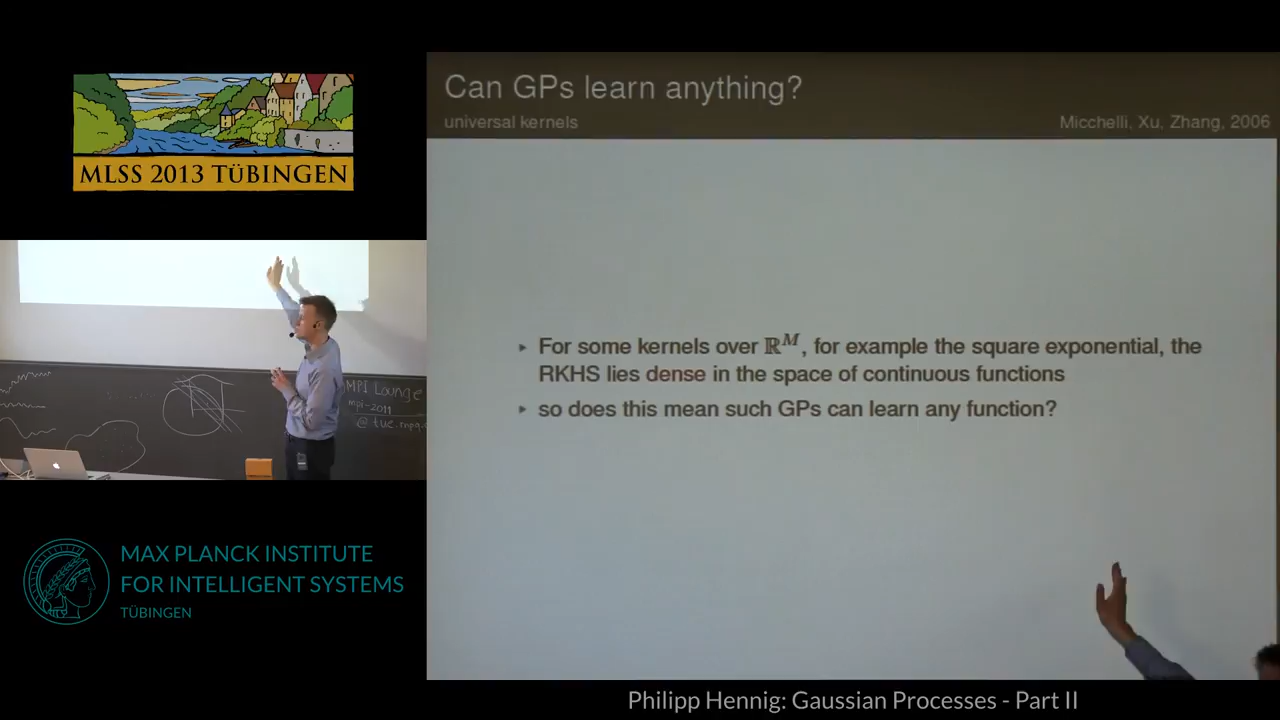 MLSS 2013 TÜBINGEN
MPI Lounge
mpi-2011
MAX PLANCK INSTITUTE
FOR INTELLIGENT SYSTEMS
TÜBINGEN
Can GPs learn anything?
universal kernels
Micchelli, Xu, Zhang, 2006
‣ For some kernels over ℝᴹ, for example the square exponential, the
RKHS lies dense in the space of continuous functions
‣ so does this mean such GPs can learn any function?
Philipp Hennig: Gaussian Processes - Part II